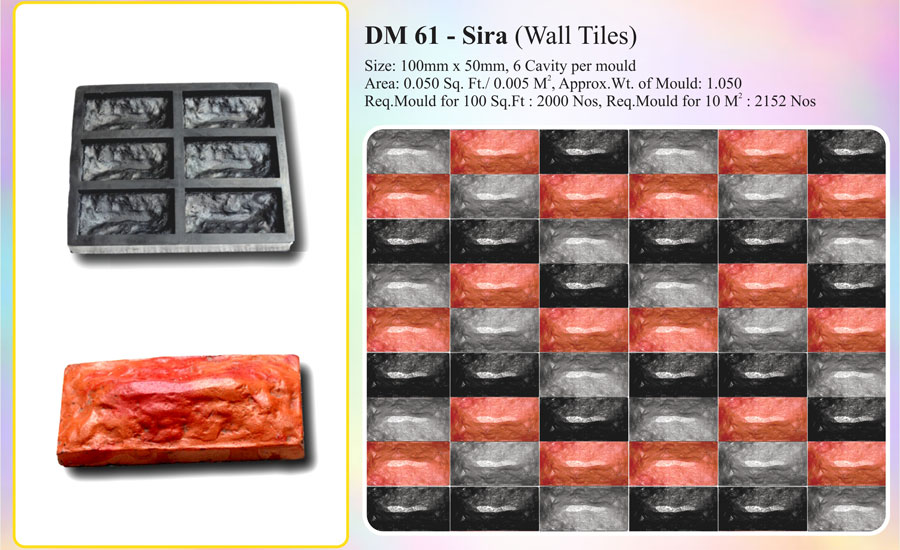 DM 61 - Sira (Wall Tiles)
Size: 100mm x 50mm, 6 Cavity per mould
Area: 0.050 Sq. Ft./ 0.005 M², Approx.Wt. of Mould: 1.050
Req.Mould for 100 Sq.Ft : 2000 Nos, Req.Mould for 10 M² : 2152 Nos